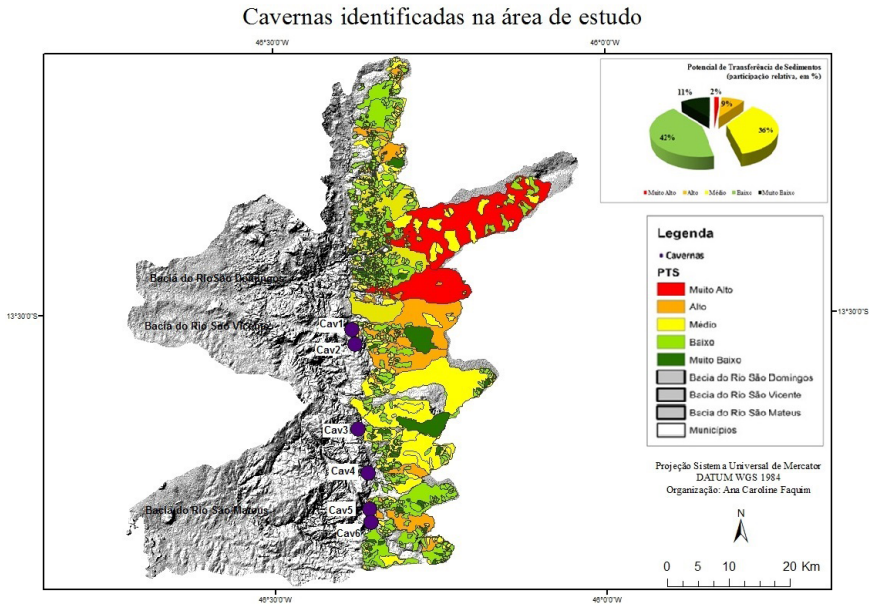 Cavernas identificadas na área de estudo
46°30'0"W
46°0'0"W
Potencial de Transferência de Sedimentos
(participação relativa, em %)
11%
2%
9%
42%
36%
Muito Alto
Alto
Médio
Baixo
Muito Baixo
Legenda
Cavernas
PTS
Muito Alto
Alto
Médio
Baixo
Muito Baixo
Bacia do Rio São Domingos
Bacia do Rio São Vicente
Bacia do Rio São Mateus
Municípios
Bacia do RioSão Domingos
13°30'0"S
13°30'0"S
Bacia do Rio São Vicente
Cav1
Cav2
Cav3
Cav4
Bacia do Rio São Mateus
Cav5
Cav6
Projeção Sistema Universal de Mercator
DATUM WGS 1984
Organização: Ana Caroline Faquim
N
0 5 10 20 Km
46°30'0"W
46°0'0"W